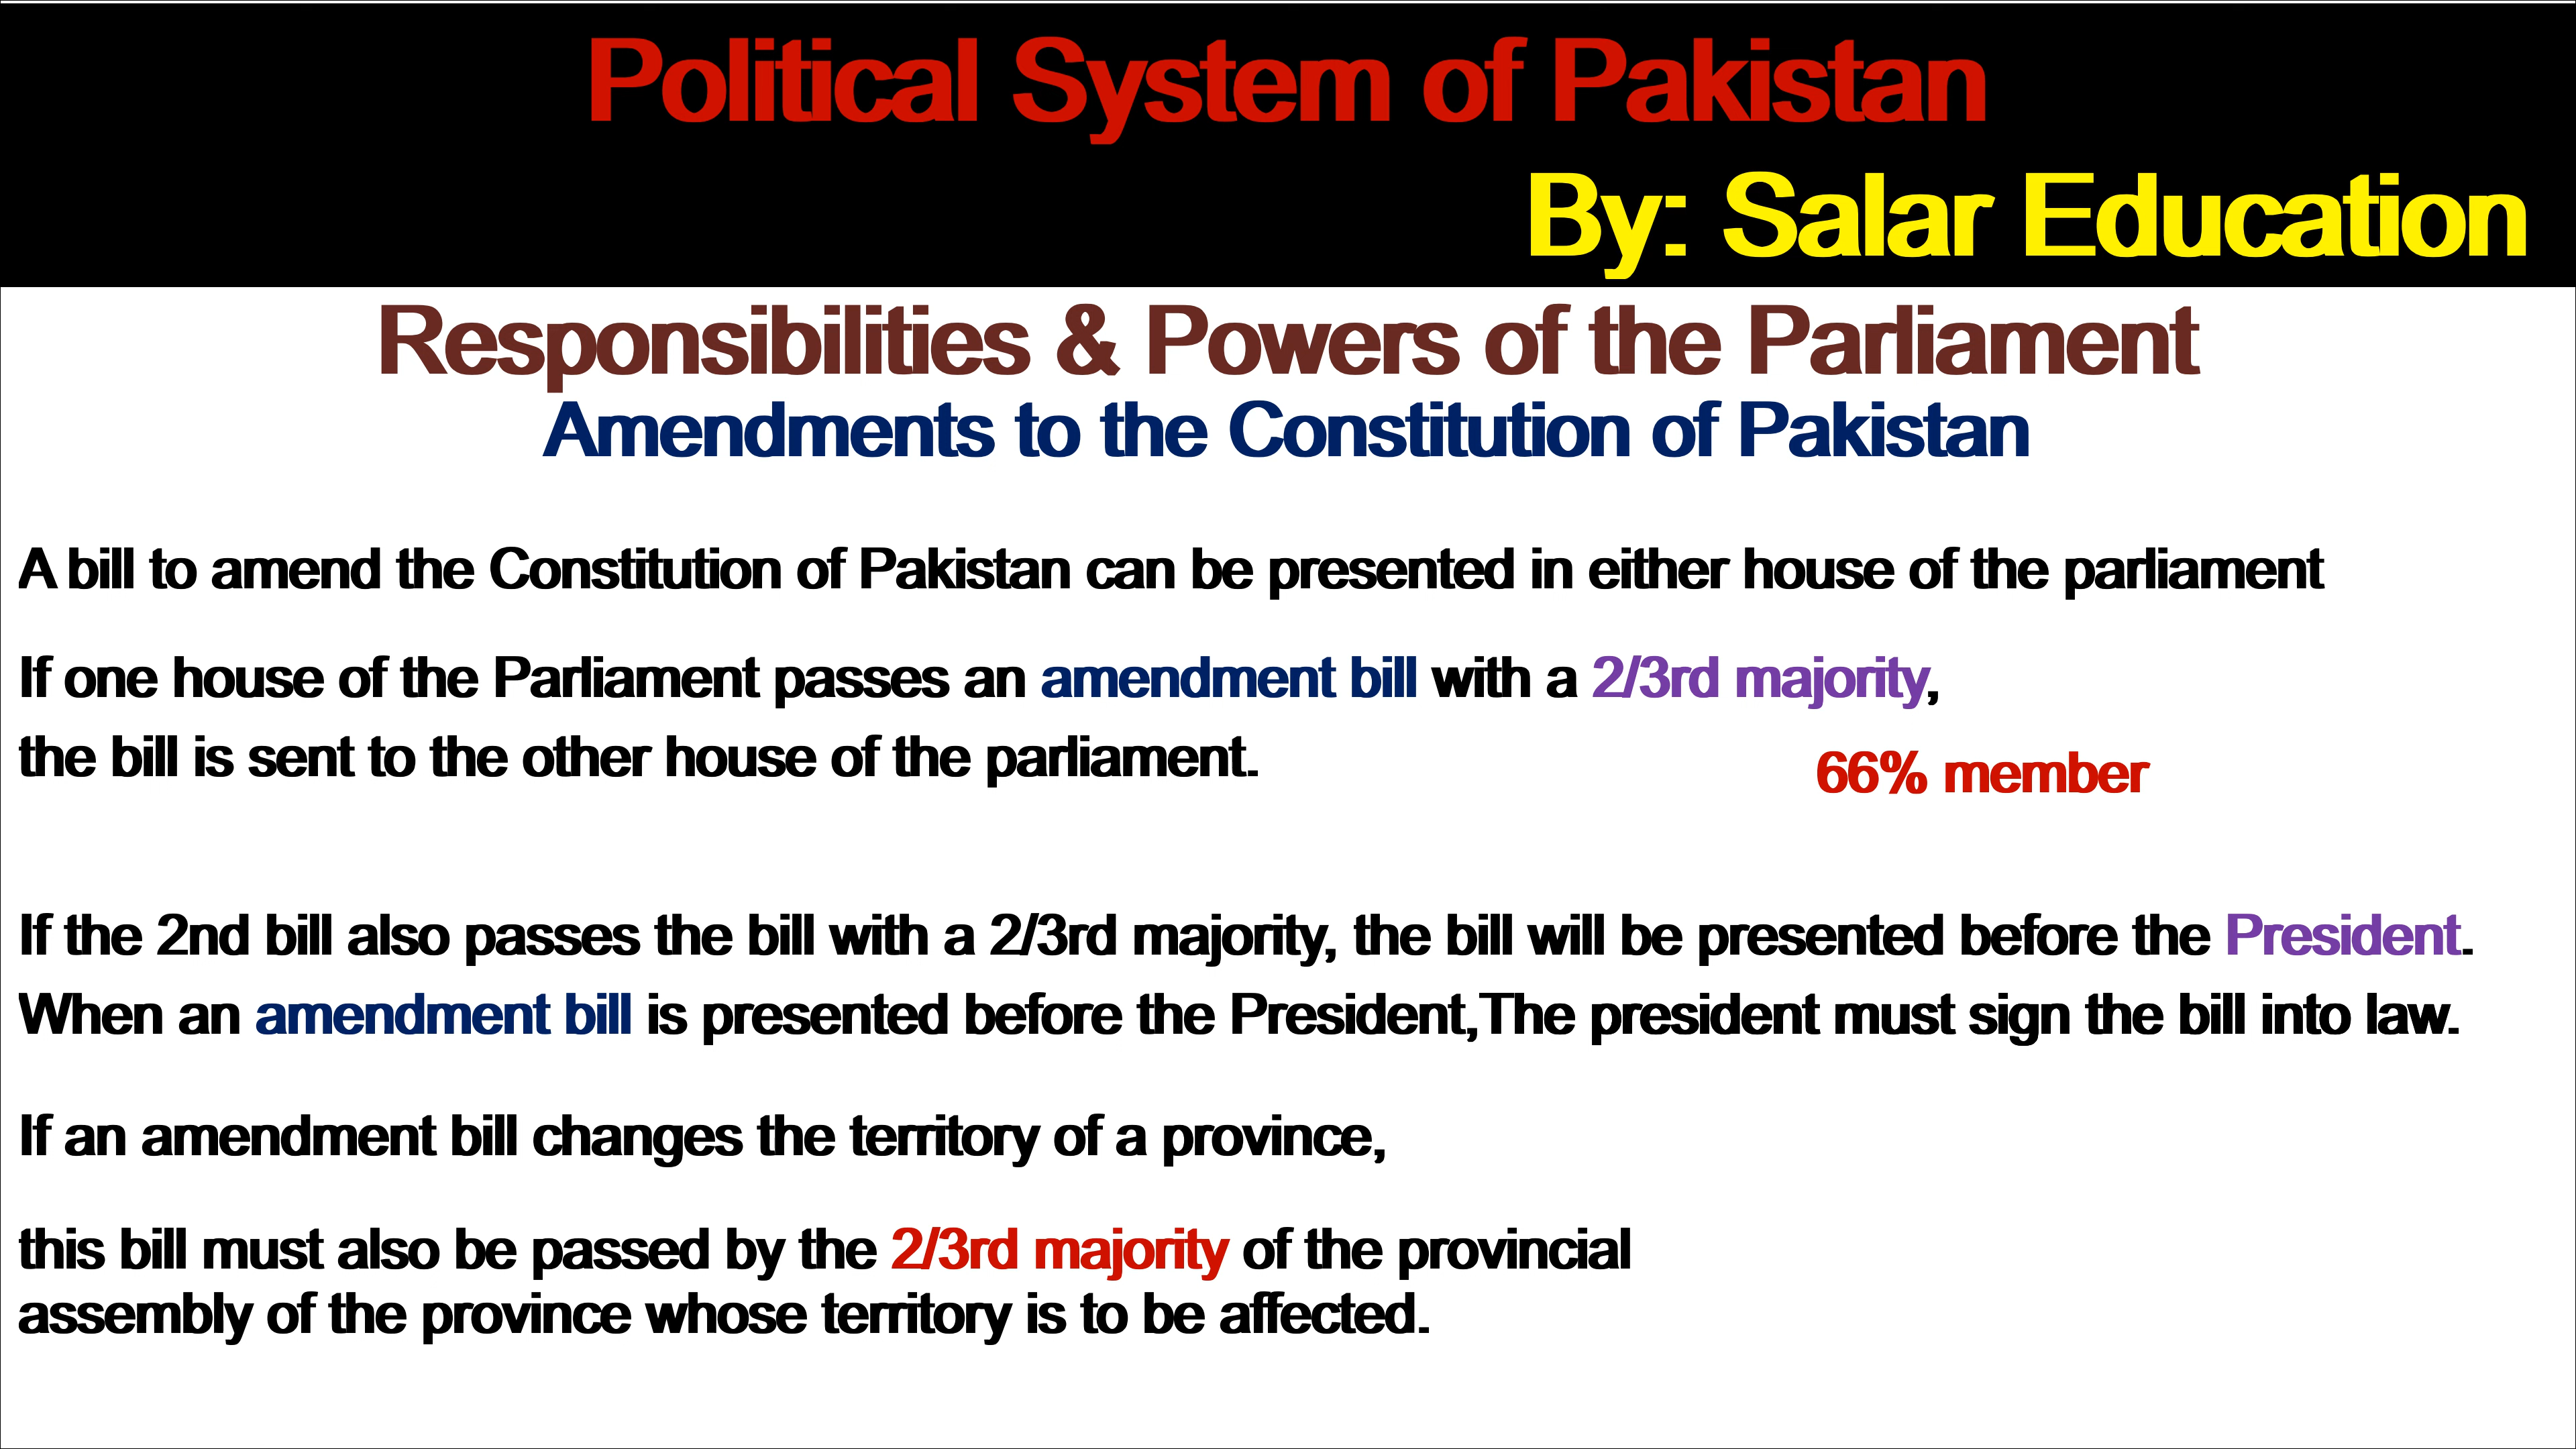 Political System of Pakistan
By: Salar Education
Responsibilities & Powers of the Parliament
Amendments to the Constitution of Pakistan
A bill to amend the Constitution of Pakistan can be presented in either house of the parliament
If one house of the Parliament passes an amendment bill with a 2/3rd majority,
the bill is sent to the other house of the parliament.
66% member
If the 2nd bill also passes the bill with a 2/3rd majority, the bill will be presented before the President.
When an amendment bill is presented before the President,The president must sign the bill into law.
If an amendment bill changes the territory of a province,
this bill must also be passed by the 2/3rd majority of the provincial
assembly of the province whose territory is to be affected.